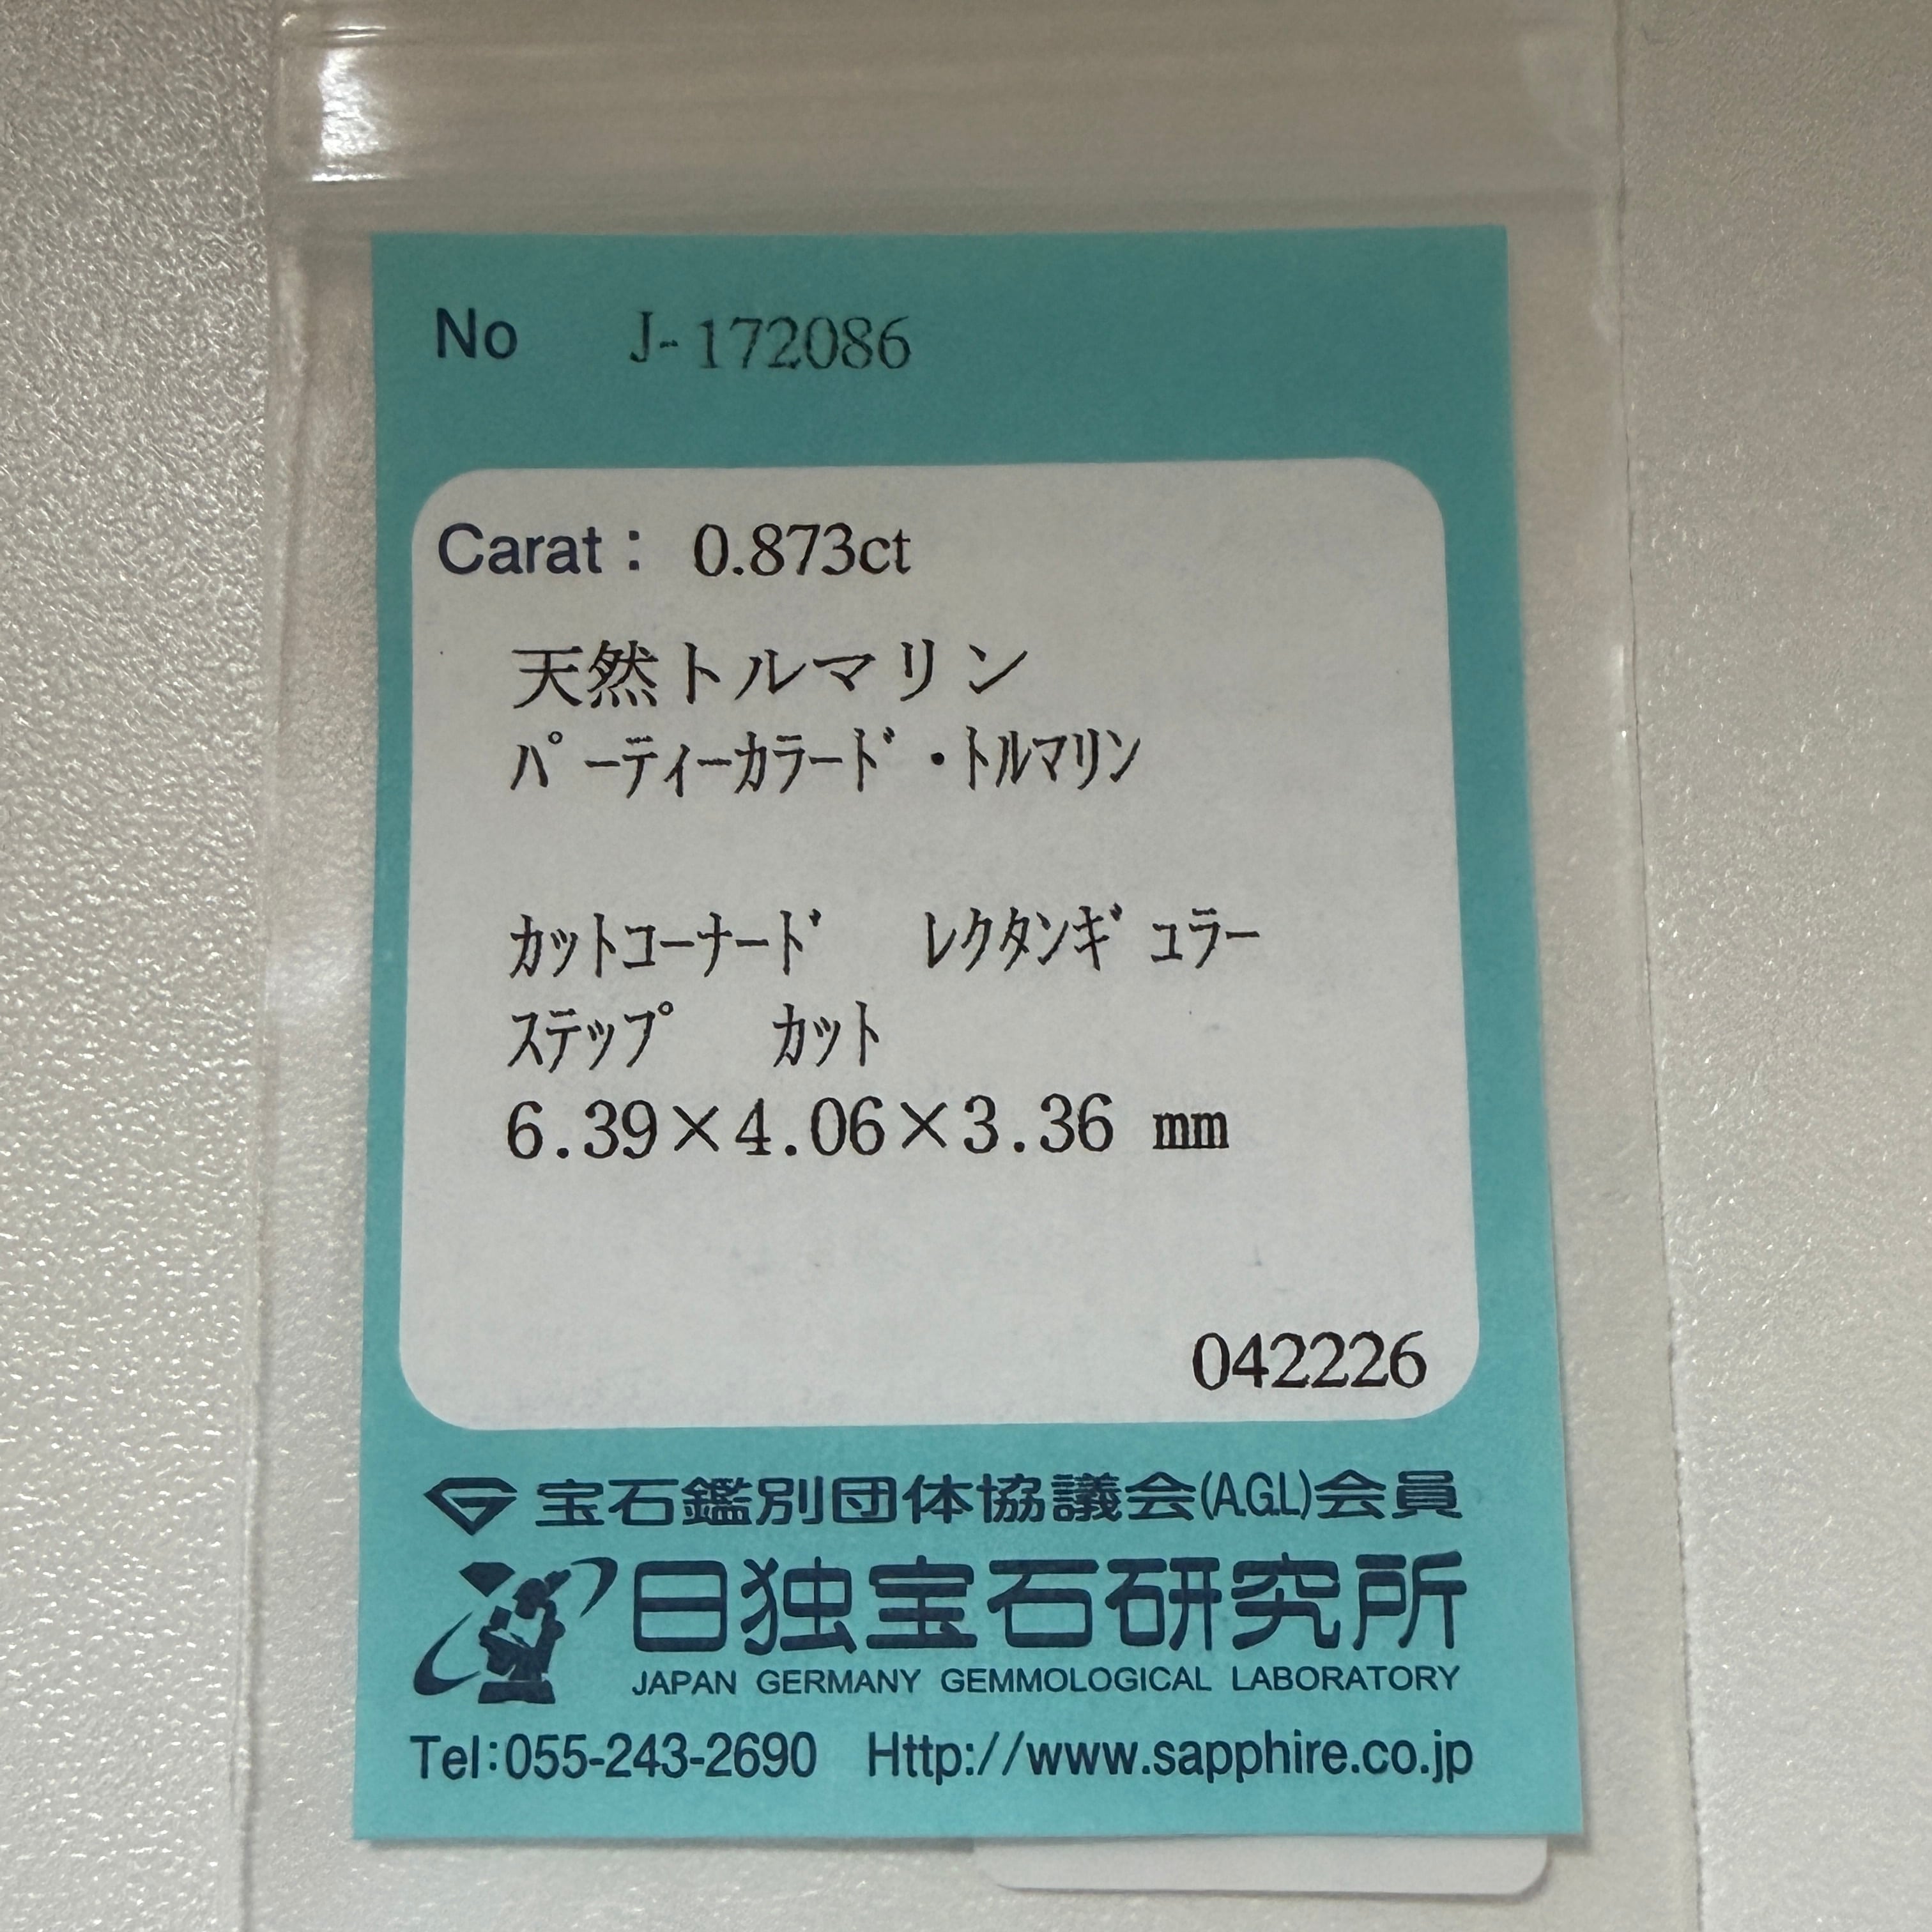 No J-172086
Carat： 0.873ct
天然トルマリン
ﾊﾟｰﾃｨｰｶﾗｰﾄﾞ・ﾄﾙﾏﾘﾝ
ｶｯﾄｺｰﾅｰﾄﾞ ﾚｸﾀﾝｷﾞｭﾗｰ
ｽﾃｯﾌﾟ ｶｯﾄ
6.39×4.06×3.36 mm
042226
宝石鑑別団体協議会(A.G.L)会員
日独宝石研究所
JAPAN GERMANY GEMMOLOGICAL LABORATORY
Tel:055-243-2690 Http://www.sapphire.co.jp